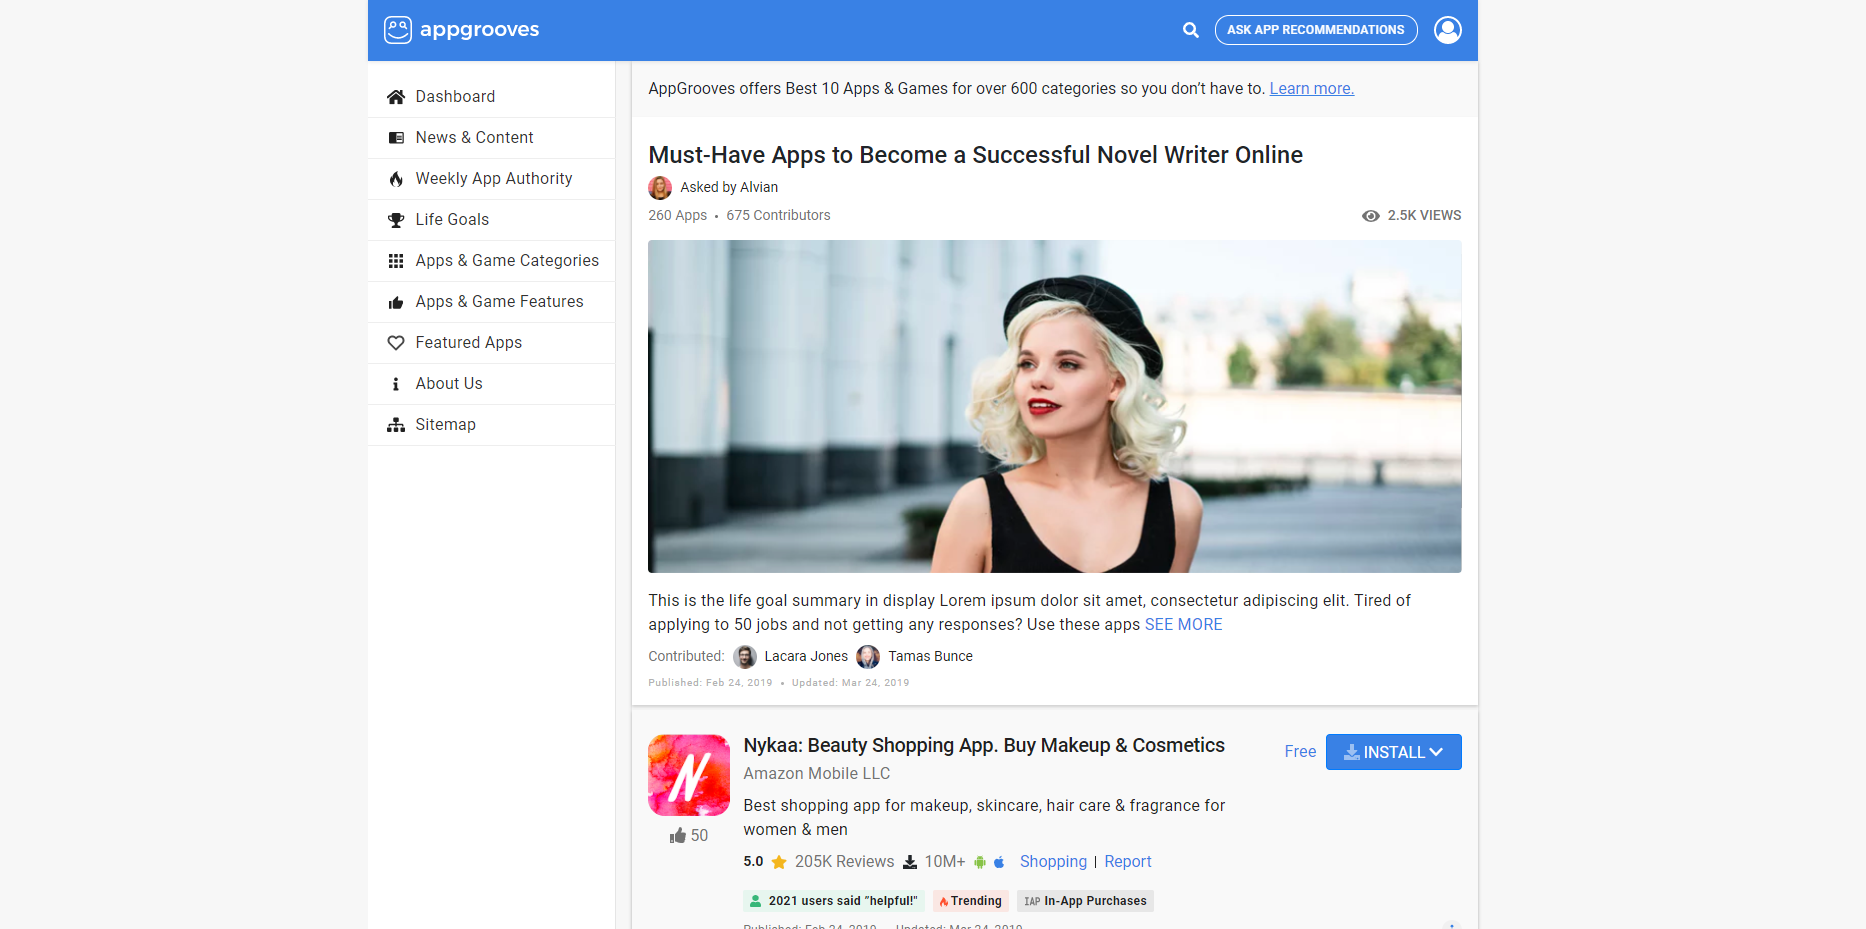 appgrooves
ASK APP RECOMMENDATIONS
Dashboard
News & Content
Weekly App Authority
Life Goals
Apps & Game Categories
Apps & Game Features
Featured Apps
About Us
Sitemap
AppGrooves offers Best 10 Apps & Games for over 600 categories so you don’t have to. Learn more.
Must-Have Apps to Become a Successful Novel Writer Online
Asked by Alvian
260 Apps • 675 Contributors
2.5K VIEWS
This is the life goal summary in display Lorem ipsum dolor sit amet, consectetur adipiscing elit. Tired of
applying to 50 jobs and not getting any responses? Use these apps SEE MORE
Contributed: Lacara Jones Tamas Bunce
Published: Feb 24, 2019 • Updated: Mar 24, 2019
N
50
Nykaa: Beauty Shopping App. Buy Makeup & Cosmetics
Free
INSTALL
Amazon Mobile LLC
Best shopping app for makeup, skincare, hair care & fragrance for
women & men
5.0 205K Reviews 10M+ Shopping | Report
2021 users said "helpful!" Trending IAP In-App Purchases
Published: Feb 24, 2019 Updated: Mar 24, 2019